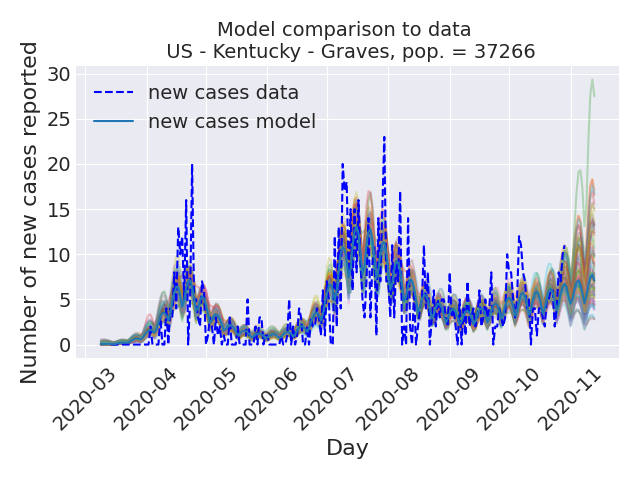 Model comparison to data
US - Kentucky - Graves, pop. = 37266
Number of new cases reported
30
25
20
15
10
5
0
new cases data
new cases model
2020-03
2020-04
2020-05
2020-06
2020-07
2020-08
2020-09
2020-10
2020-11
Day